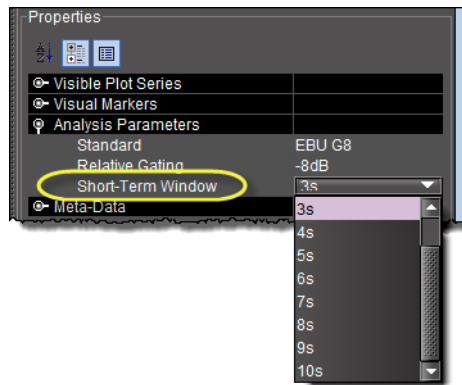 Properties
Visible Plot Series
Visual Markers
Analysis Parameters
Standard EBU G8
Relative Gating -8dB
Short-Term Window 3s
Meta-Data
3s
4s
5s
6s
7s
8s
9s
10s